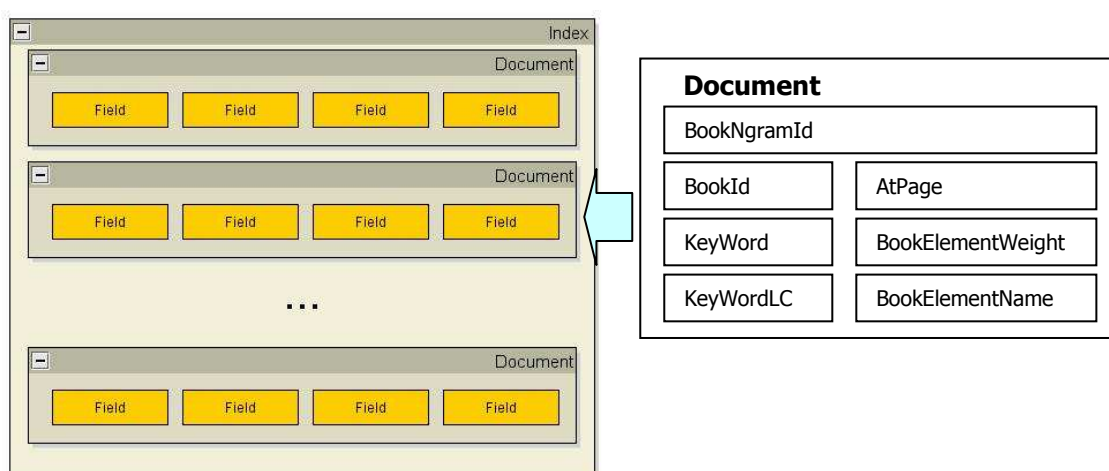 Index
Document
Field Field Field Field
Document
Field Field Field Field
...
Document
Field Field Field Field
Document
BookNgramId
BookId AtPage
KeyWord BookElementWeight
KeyWordLC BookElementName